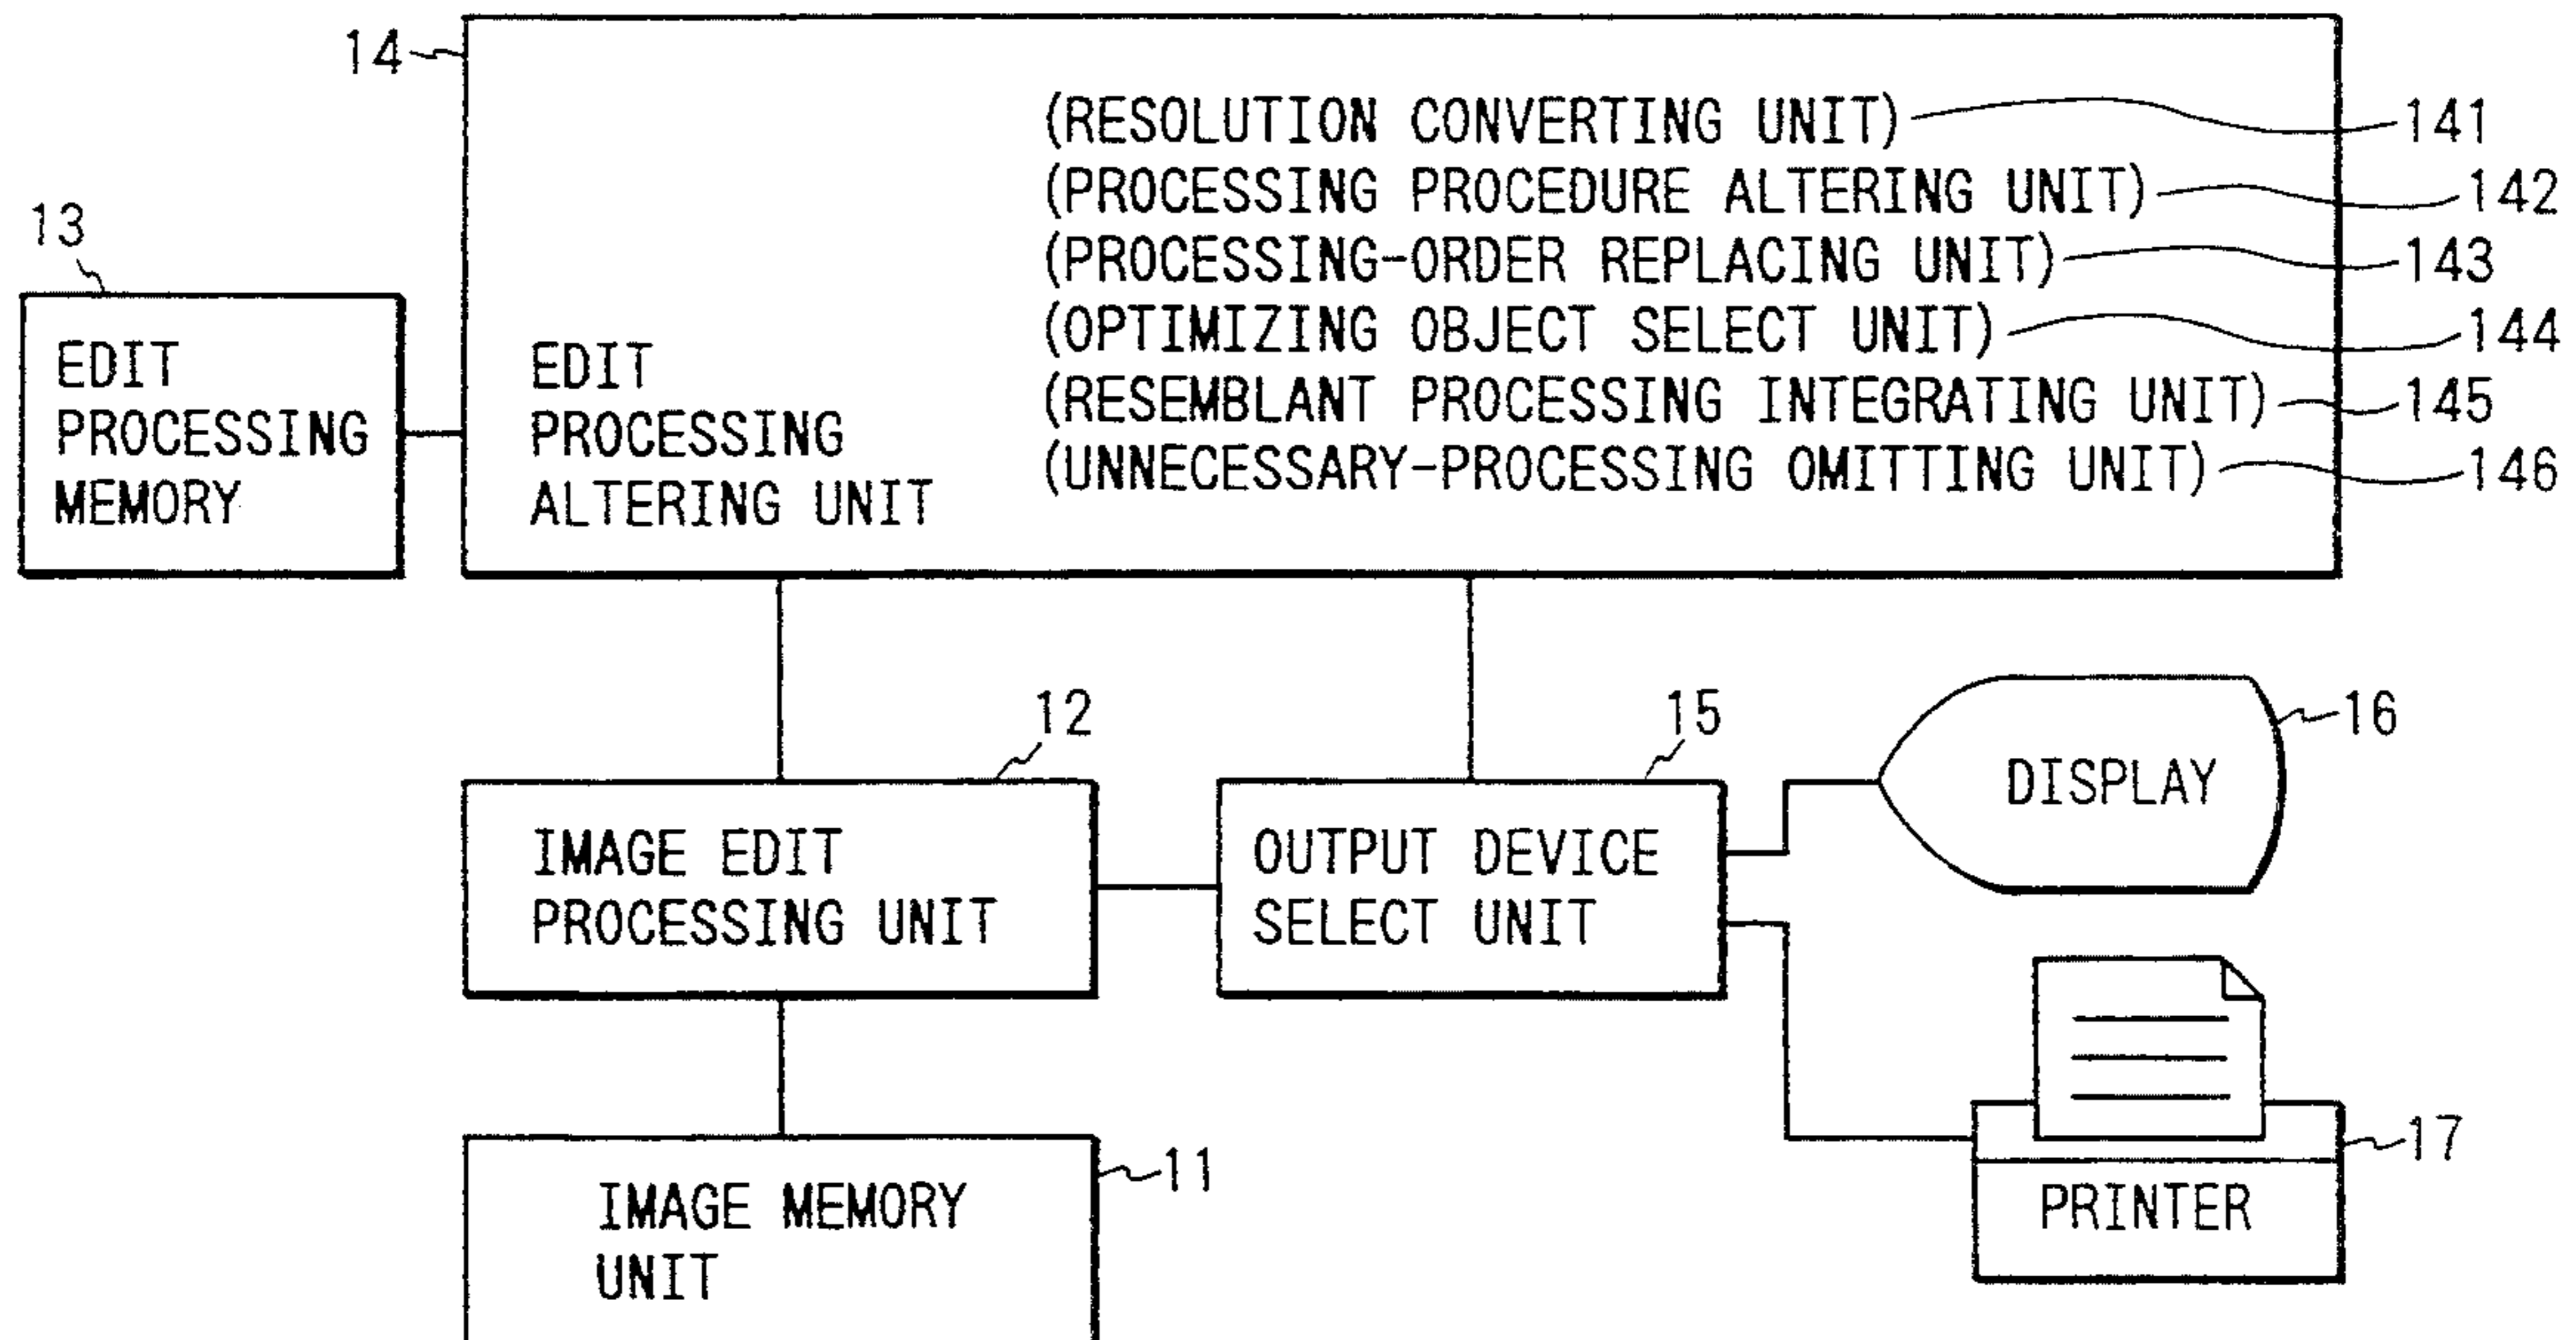 14
(RESOLUTION CONVERTING UNIT) 141
(PROCESSING PROCEDURE ALTERING UNIT) 142
(PROCESSING-ORDER REPLACING UNIT) 143
(OPTIMIZING OBJECT SELECT UNIT) 144
(RESEMBLANT PROCESSING INTEGRATING UNIT) 145
(UNNECESSARY-PROCESSING OMITTING UNIT) 146
13
EDIT
PROCESSING
MEMORY
EDIT
PROCESSING
ALTERING UNIT
12
IMAGE EDIT
PROCESSING UNIT
15
OUTPUT DEVICE
SELECT UNIT
16
DISPLAY
17
PRINTER
11
IMAGE MEMORY
UNIT